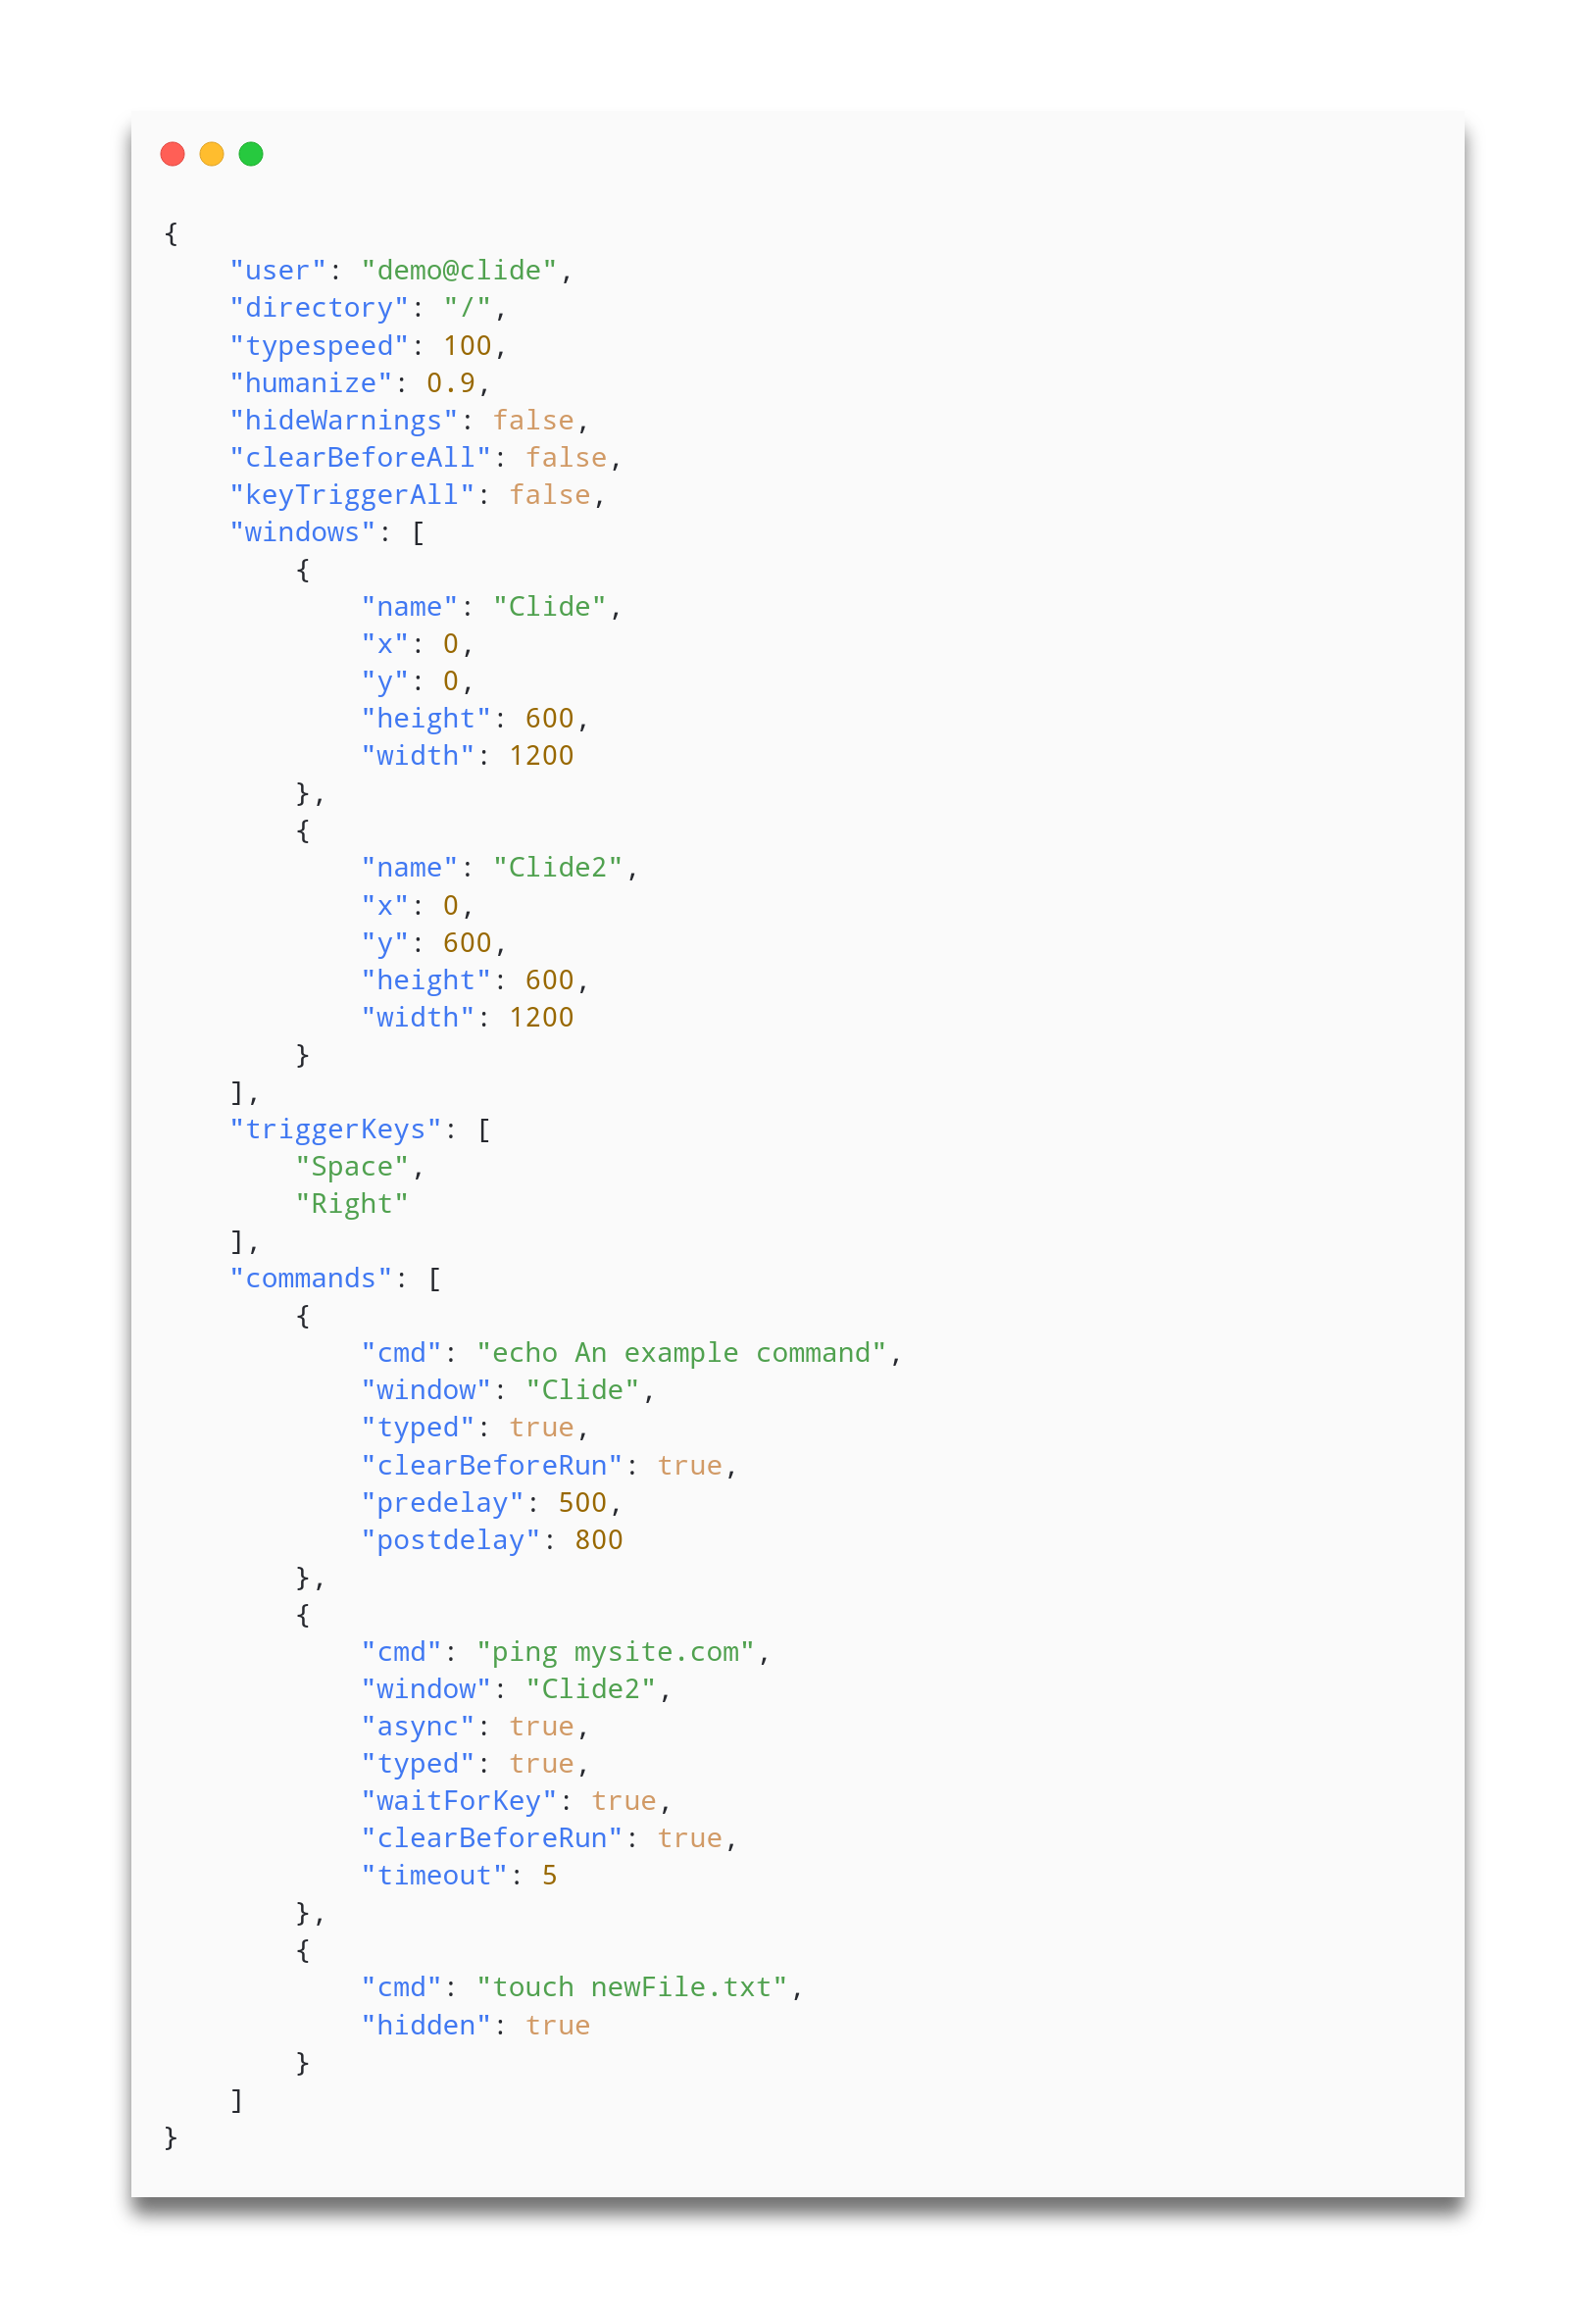 {
    "user": "demo@clide",
    "directory": "/",
    "typespeed": 100,
    "humanize": 0.9,
    "hideWarnings": false,
    "clearBeforeAll": false,
    "keyTriggerAll": false,
    "windows": [
        {
            "name": "Clide",
            "x": 0,
            "y": 0,
            "height": 600,
            "width": 1200
        },
        {
            "name": "Clide2",
            "x": 0,
            "y": 600,
            "height": 600,
            "width": 1200
        }
    ],
    "triggerKeys": [
        "Space",
        "Right"
    ],
    "commands": [
        {
            "cmd": "echo An example command",
            "window": "Clide",
            "typed": true,
            "clearBeforeRun": true,
            "predelay": 500,
            "postdelay": 800
        },
        {
            "cmd": "ping mysite.com",
            "window": "Clide2",
            "async": true,
            "typed": true,
            "waitForKey": true,
            "clearBeforeRun": true,
            "timeout": 5
        },
        {
            "cmd": "touch newFile.txt",
            "hidden": true
        }
    ]
}